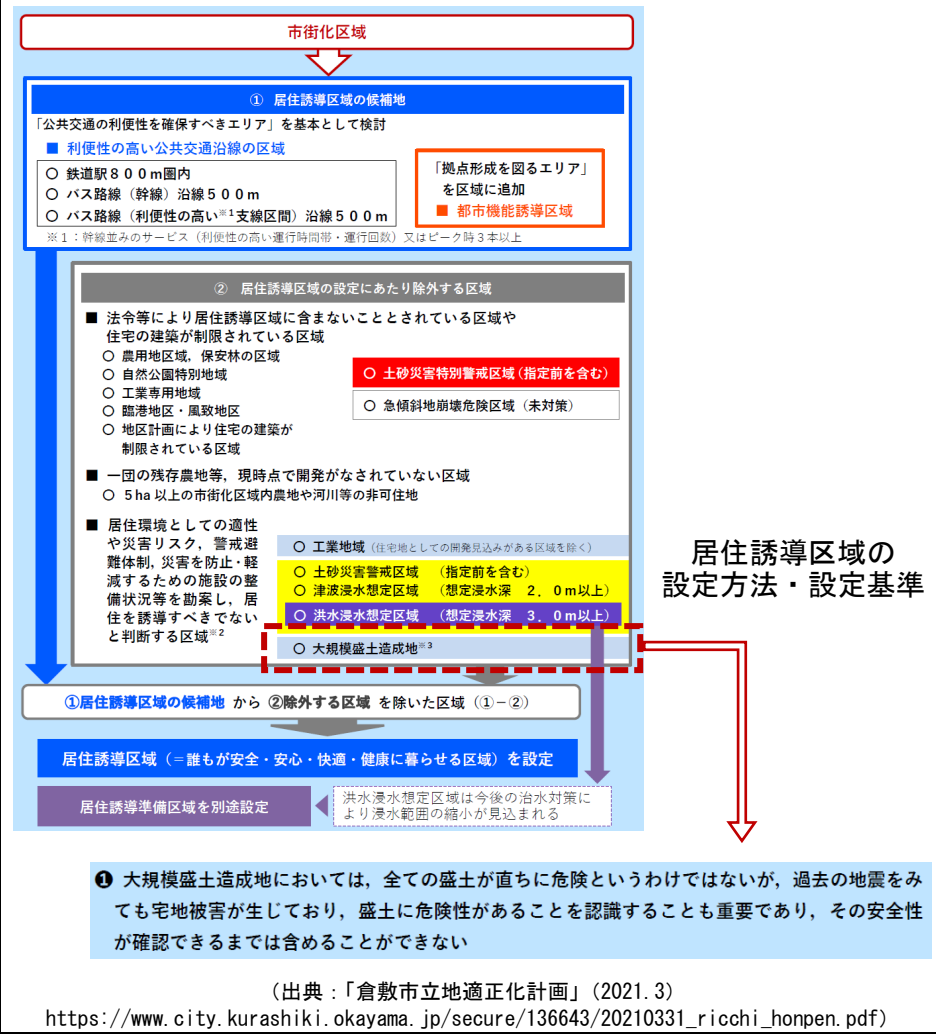 市街化区域
① 居住誘導区域の候補地
「公共交通の利便性を確保すべきエリア」を基本として検討
■ 利便性の高い公共交通沿線の区域
○ 鉄道駅８００ｍ圏内
○ バス路線（幹線）沿線５００ｍ
○ バス路線（利便性の高い※1支線区間）沿線５００ｍ
「拠点形成を図るエリア」
を区域に追加
■ 都市機能誘導区域
※１：幹線並みのサービス（利便性の高い運行時間帯・運行回数）又はピーク時３本以上
② 居住誘導区域の設定にあたり除外する区域
■ 法令等により居住誘導区域に含まないこととされている区域や
住宅の建築が制限されている区域
○ 農用地区域，保安林の区域
○ 自然公園特別地域
○ 工業専用地域
○ 臨港地区・風致地区
○ 地区計画により住宅の建築が
制限されている区域
○ 土砂災害特別警戒区域（指定前を含む）
○ 急傾斜地崩壊危険区域（未対策）
■ 一団の残存農地等，現時点で開発がなされていない区域
○ ５ha 以上の市街化区域内農地や河川等の非可住地
■ 居住環境としての適性
や災害リスク，警戒避
難体制，災害を防止・軽
減するための施設の整
備状況等を勘案し，居
住を誘導すべきでない
と判断する区域※2
○ 工業地域（住宅地としての開発見込みがある区域を除く）
○ 土砂災害警戒区域 （指定前を含む）
○ 津波浸水想定区域 （想定浸水深 ２．０ｍ以上）
○ 洪水浸水想定区域 （想定浸水深 ３．０ｍ以上）
○ 大規模盛土造成地※3
居住誘導区域の
設定方法・設定基準
①居住誘導区域の候補地 から ②除外する区域 を除いた区域（①－②）
居住誘導区域（＝誰もが安全・安心・快適・健康に暮らせる区域）を設定
居住誘導準備区域を別途設定
洪水浸水想定区域は今後の治水対策に
より浸水範囲の縮小が見込まれる
❶ 大規模盛土造成地においては，全ての盛土が直ちに危険というわけではないが，過去の地震をみ
ても宅地被害が生じており，盛土に危険性があることを認識することも重要であり，その安全性
が確認できるまでは含めることができない
（出典：「倉敷市立地適正化計画」（2021.3）
https://www.city.kurashiki.okayama.jp/secure/136643/20210331_ricchi_honpen.pdf）